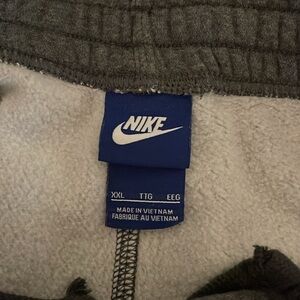 NIKE
XXL TTG EEG
MADE IN VIETNAM
FABRIQUE AU VIETNAM